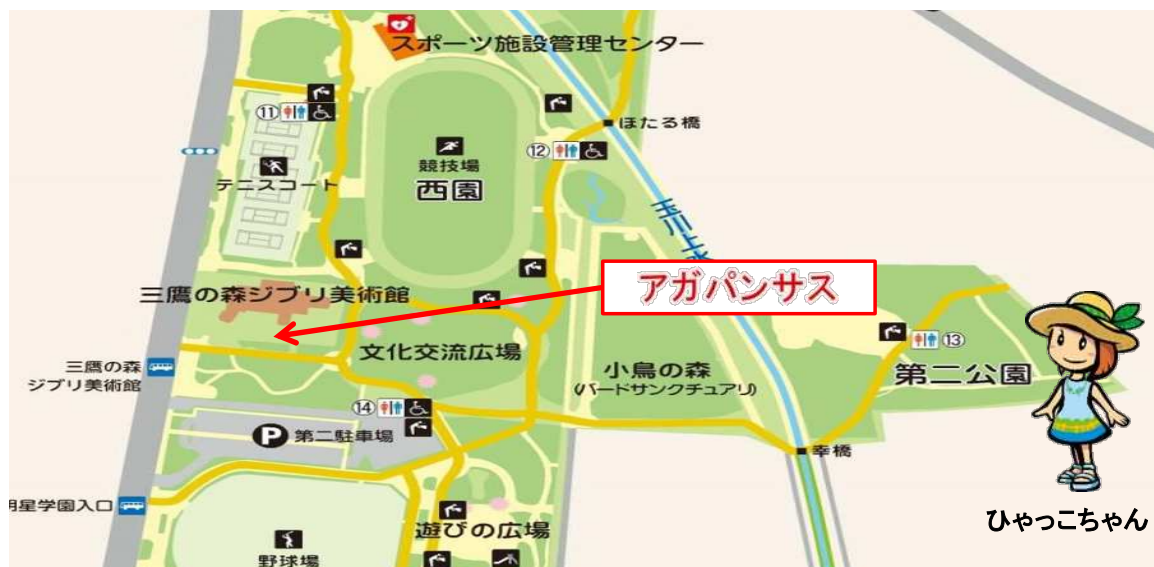 スポーツ施設管理センター
⑪
ほたる橋
⑫
競技場
西園
テニスコート
玉川上水
三鷹の森ジブリ美術館
アガパンサス
文化交流広場
三鷹の森
ジブリ美術館
小鳥の森
(バードサンクチュアリ)
⑬
第二公園
⑭
P 第二駐車場
幸橋
明星学園入口
遊びの広場
野球場
ひゃっこちゃん